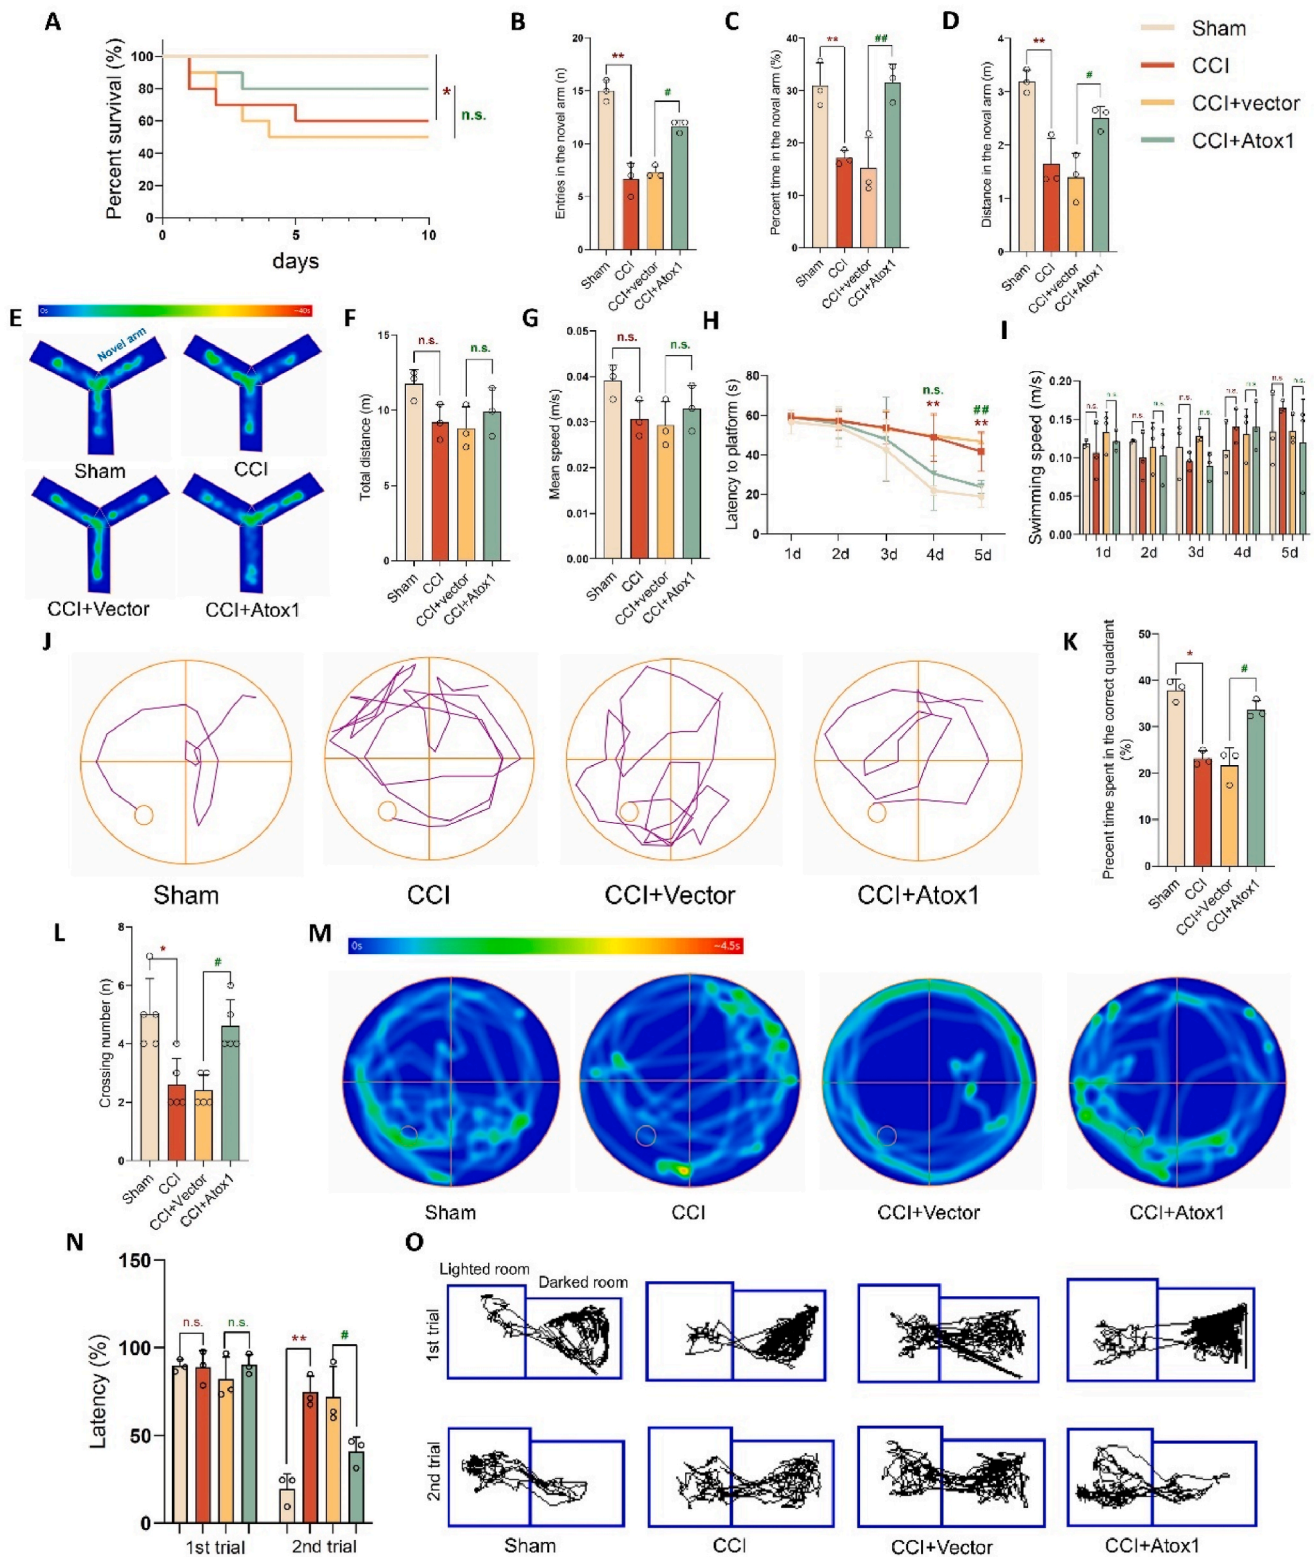 A
Percent survival (%)
100
80
60
40
20
0
0
5
10
days
*
n.s.
B
Entries in the noval arm (n)
20
15
10
5
0
**
#
Sham
CCI
CCI+vector
CCI+Atox1
C
Percent time in the noval arm (%)
40
30
20
10
0
**
##
Sham
CCI
CCI+vector
CCI+Atox1
D
Distance in the noval arm (m)
4
3
2
1
0
**
#
Sham
CCI
CCI+vector
CCI+Atox1
Sham
CCI
CCI+vector
CCI+Atox1
E
0s
~40s
Novel arm
Sham
CCI
CCI+Vector
CCI+Atox1
F
Total distance (m)
15
10
5
0
n.s.
n.s.
Sham
CCI
CCI+vector
CCI+Atox1
G
Mean speed (m/s)
0.05
0.04
0.03
0.02
0.01
0.00
n.s.
n.s.
Sham
CCI
CCI+vector
CCI+Atox1
H
Latency to platform (s)
80
60
40
20
0
n.s.
**
##
**
1d
2d
3d
4d
5d
I
Swimming speed (m/s)
0.20
0.15
0.10
0.05
0.00
n.s.
n.s.
n.s.
n.s.
n.s.
n.s.
n.s.
n.s.
n.s.
n.s.
1d
2d
3d
4d
5d
J
Sham
CCI
CCI+Vector
CCI+Atox1
K
Precent time spent in the correct quadrant
(%)
50
40
30
20
10
0
*
#
Sham
CCI
CCI+Vector
CCI+Atox1
L
Crossing number (n)
8
6
4
2
0
*
#
Sham
CCI
CCI+Vector
CCI+Atox1
M
0s
~4.5s
Sham
CCI
CCI+Vector
CCI+Atox1
N
Latency (%)
150
100
50
0
n.s.
n.s.
**
#
1st trial
2nd trial
O
Lighted room
Darked room
1st trial
2nd trial
Sham
CCI
CCI+Vector
CCI+Atox1